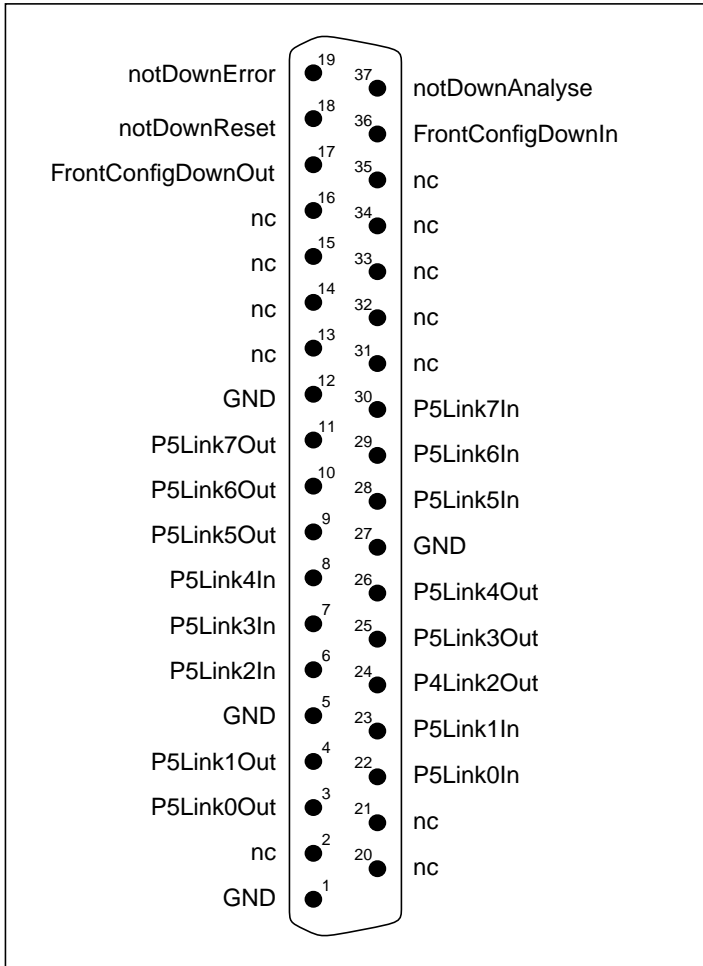 notDownError 19
37 notDownAnalyse
notDownReset 18
36 FrontConfigDownIn
FrontConfigDownOut 17
35 nc
nc 16
34 nc
nc 15
33 nc
nc 14
32 nc
nc 13
31 nc
GND 12
30 P5Link7In
P5Link7Out 11
29 P5Link6In
P5Link6Out 10
28 P5Link5In
P5Link5Out 9
27 GND
P5Link4In 8
26 P5Link4Out
P5Link3In 7
25 P5Link3Out
P5Link2In 6
24 P4Link2Out
GND 5
23 P5Link1In
P5Link1Out 4
22 P5Link0In
P5Link0Out 3
21 nc
nc 2
20 nc
GND 1